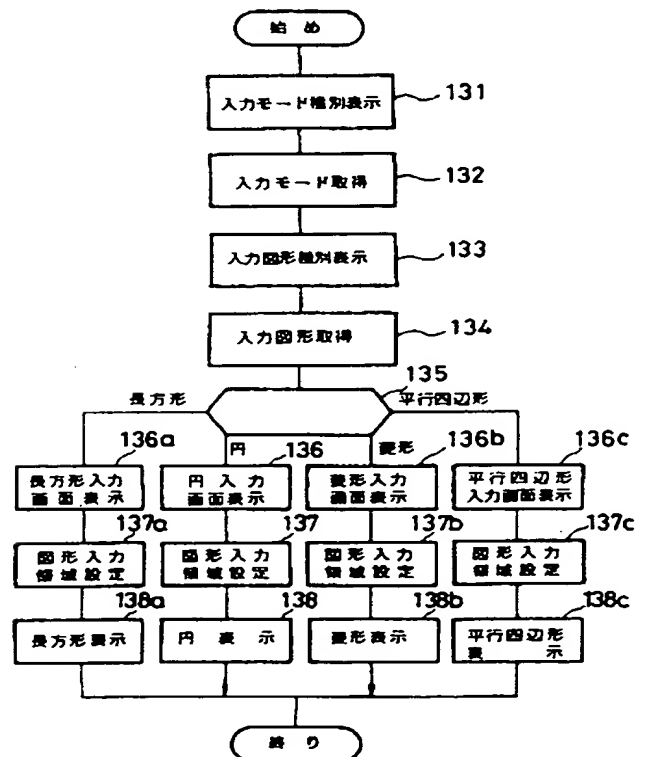 始め
入力モード種別表示
131
入力モード取得
132
入力図形種別表示
133
入力図形取得
134
135
長方形
平行四辺形
円
菱形
136a
136
136b
136c
長方形入力
画面表示
円入力
画面表示
菱形入力
画面表示
平行四辺形
入力画面表示
137a
137
137b
137c
図形入力
領域設定
図形入力
領域設定
図形入力
領域設定
図形入力
領域設定
138a
138
138b
138c
長方形表示
円表示
菱形表示
平行四辺形
表示
終り